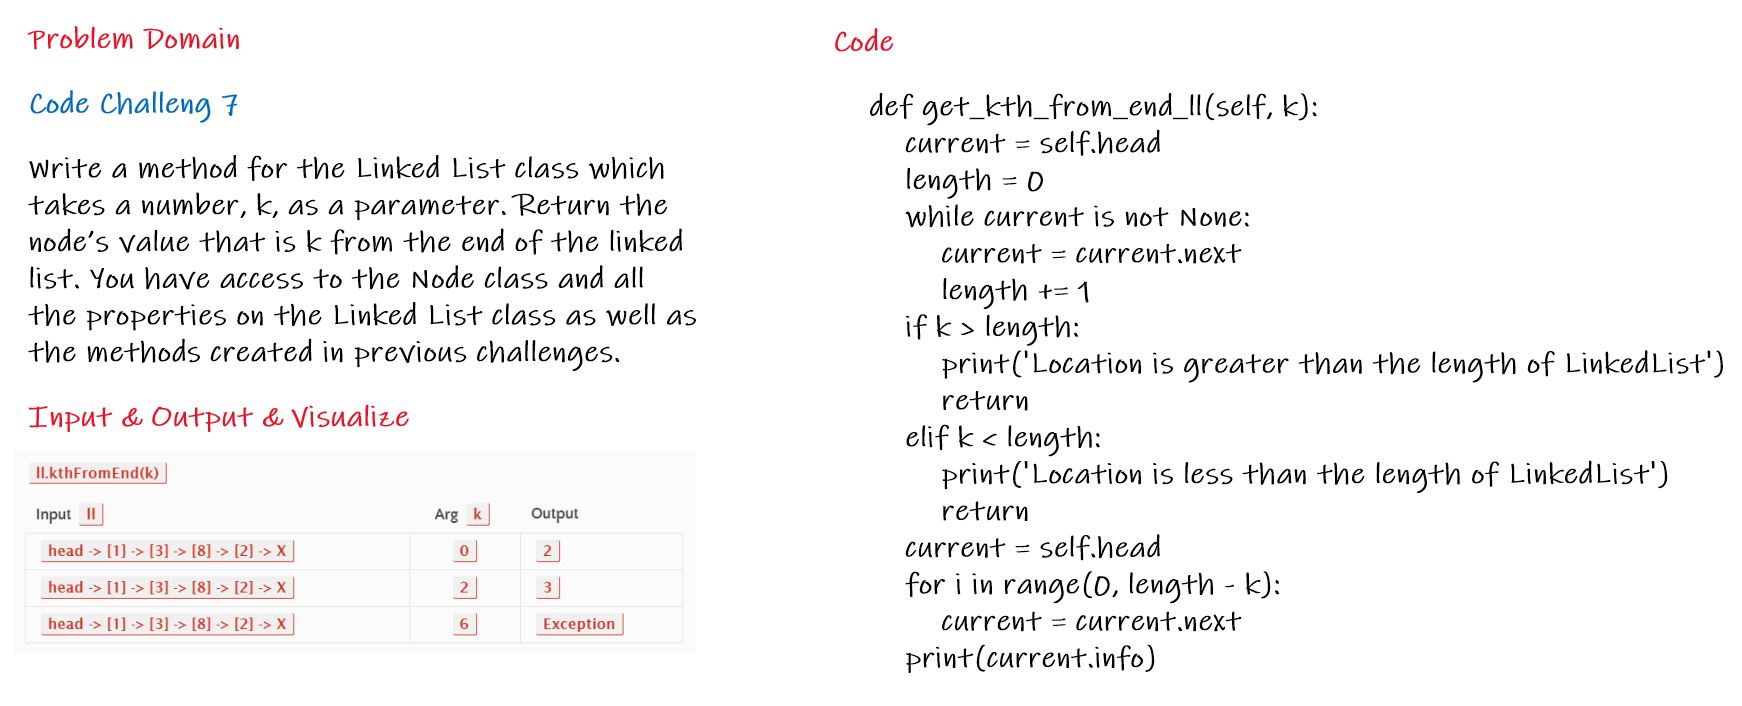 Problem Domain
Code Challeng 7
Write a method for the Linked List class which
takes a number, k, as a parameter. Return the
node's value that is k from the end of the linked
list. You have access to the Node class and all
the properties on the Linked List class as well as
the methods created in previous challenges.
Input & Output & Visualize
ll.kthFromEnd(k)
Input ll Arg k Output
head -> [1] -> [3] -> [8] -> [2] -> X 0 2
head -> [1] -> [3] -> [8] -> [2] -> X 2 3
head -> [1] -> [3] -> [8] -> [2] -> X 6 Exception
Code
def get_kth_from_end_ll(self, k):
current = self.head
length = 0
while current is not None:
current = current.next
length += 1
if k > length:
print('Location is greater than the length of LinkedList')
return
elif k < length:
print('Location is less than the length of LinkedList')
return
current = self.head
for i in range(0, length - k):
current = current.next
print(current.info)